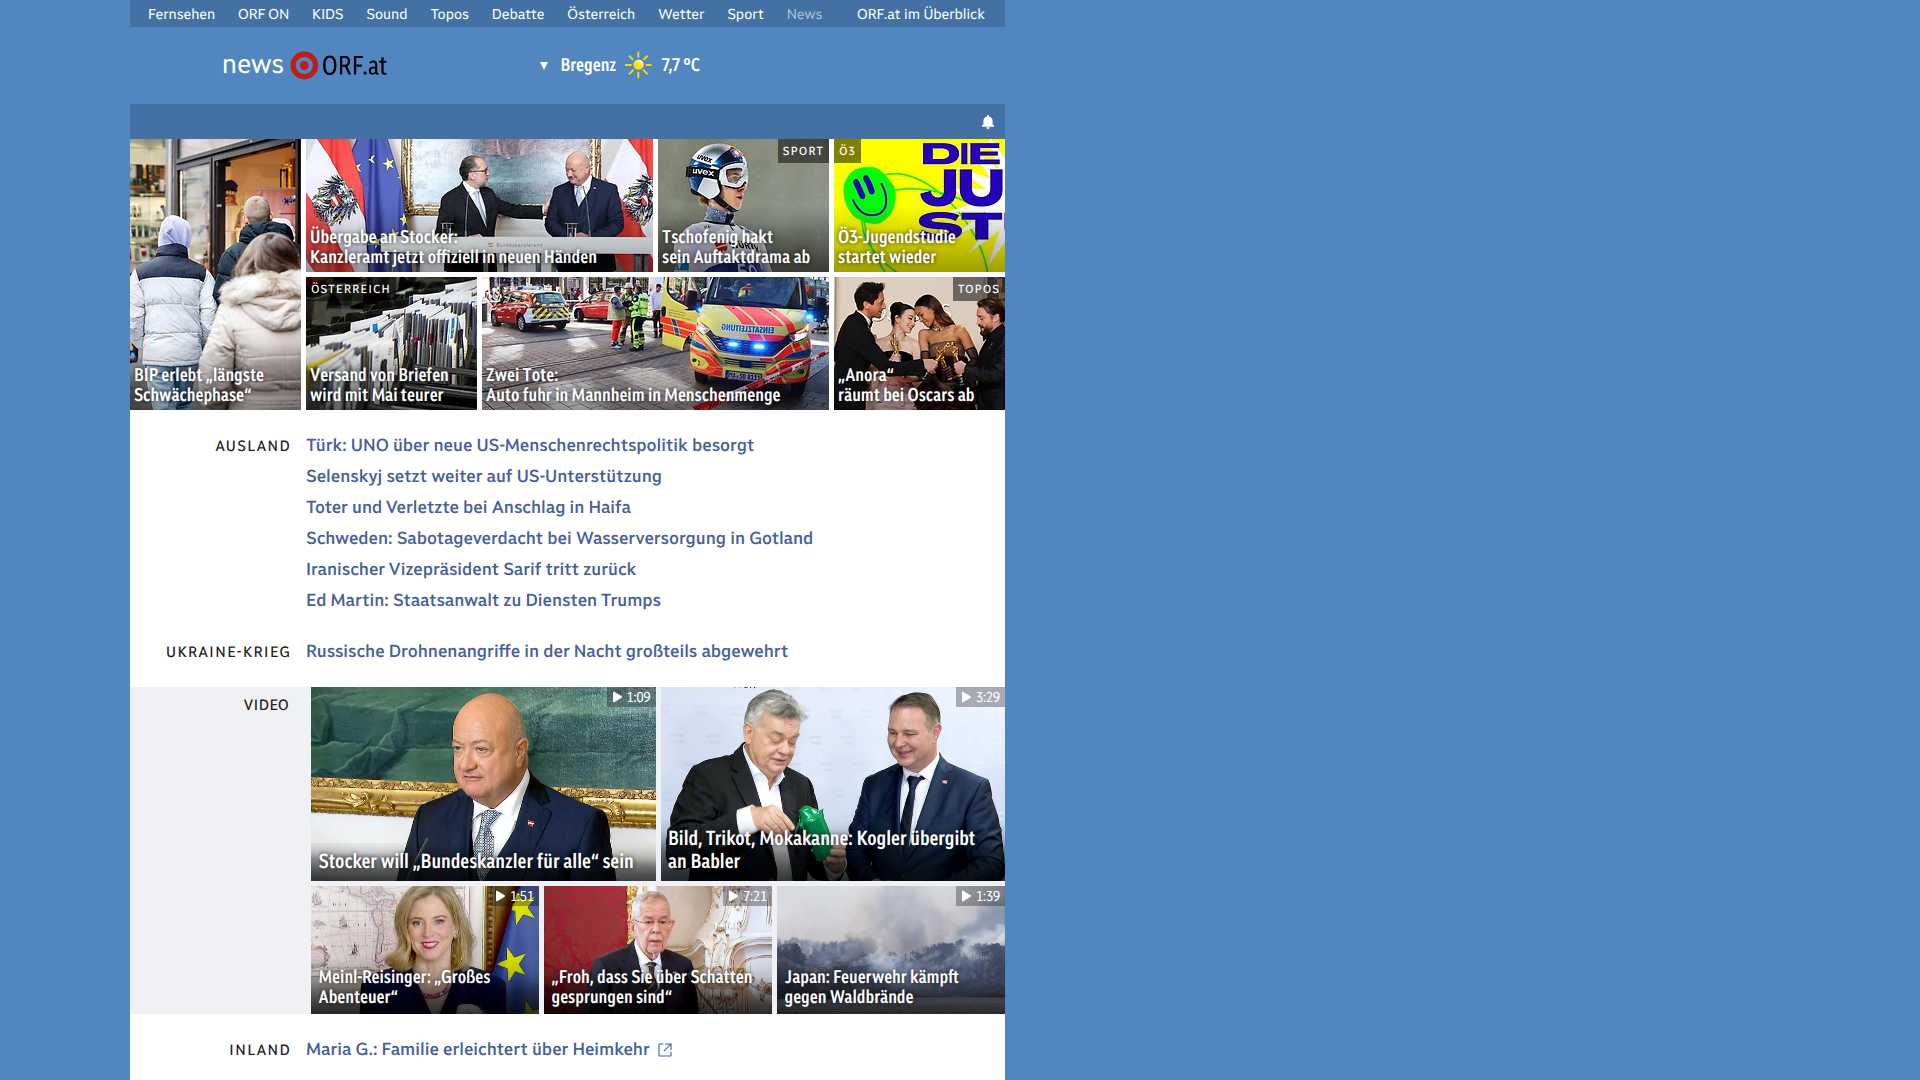 Fernsehen ORF ON KIDS Sound Topos Debatte Österreich Wetter Sport News ORF.at im Überblick
news ORF.at
Bregenz 7,7 °C
BIP erlebt „längste
Schwächephase“
Übergabe an Stocker:
Kanzleramt jetzt offiziell in neuen Händen
SPORT
uvex
uvex
Tschofenig hakt
sein Auftaktdrama ab
Ö3
DIE
JU
ST
Ö3-Jugendstudie
startet wieder
ÖSTERREICH
Versand von Briefen
wird mit Mai teurer
EINSATZLEITUNG
Zwei Tote:
Auto fuhr in Mannheim in Menschenmenge
TOPOS
„Anora“
räumt bei Oscars ab
AUSLAND
Türk: UNO über neue US-Menschenrechtspolitik besorgt
Selenskyj setzt weiter auf US-Unterstützung
Toter und Verletzte bei Anschlag in Haifa
Schweden: Sabotageverdacht bei Wasserversorgung in Gotland
Iranischer Vizepräsident Sarif tritt zurück
Ed Martin: Staatsanwalt zu Diensten Trumps
UKRAINE-KRIEG
Russische Drohnenangriffe in der Nacht großteils abgewehrt
VIDEO
1:09
Stocker will „Bundeskanzler für alle“ sein
3:29
Bild, Trikot, Mokakanne: Kogler übergibt
an Babler
1:51
Meinl-Reisinger: „Großes
Abenteuer“
7:21
„Froh, dass Sie über Schatten
gesprungen sind“
1:39
Japan: Feuerwehr kämpft
gegen Waldbrände
INLAND
Maria G.: Familie erleichtert über Heimkehr